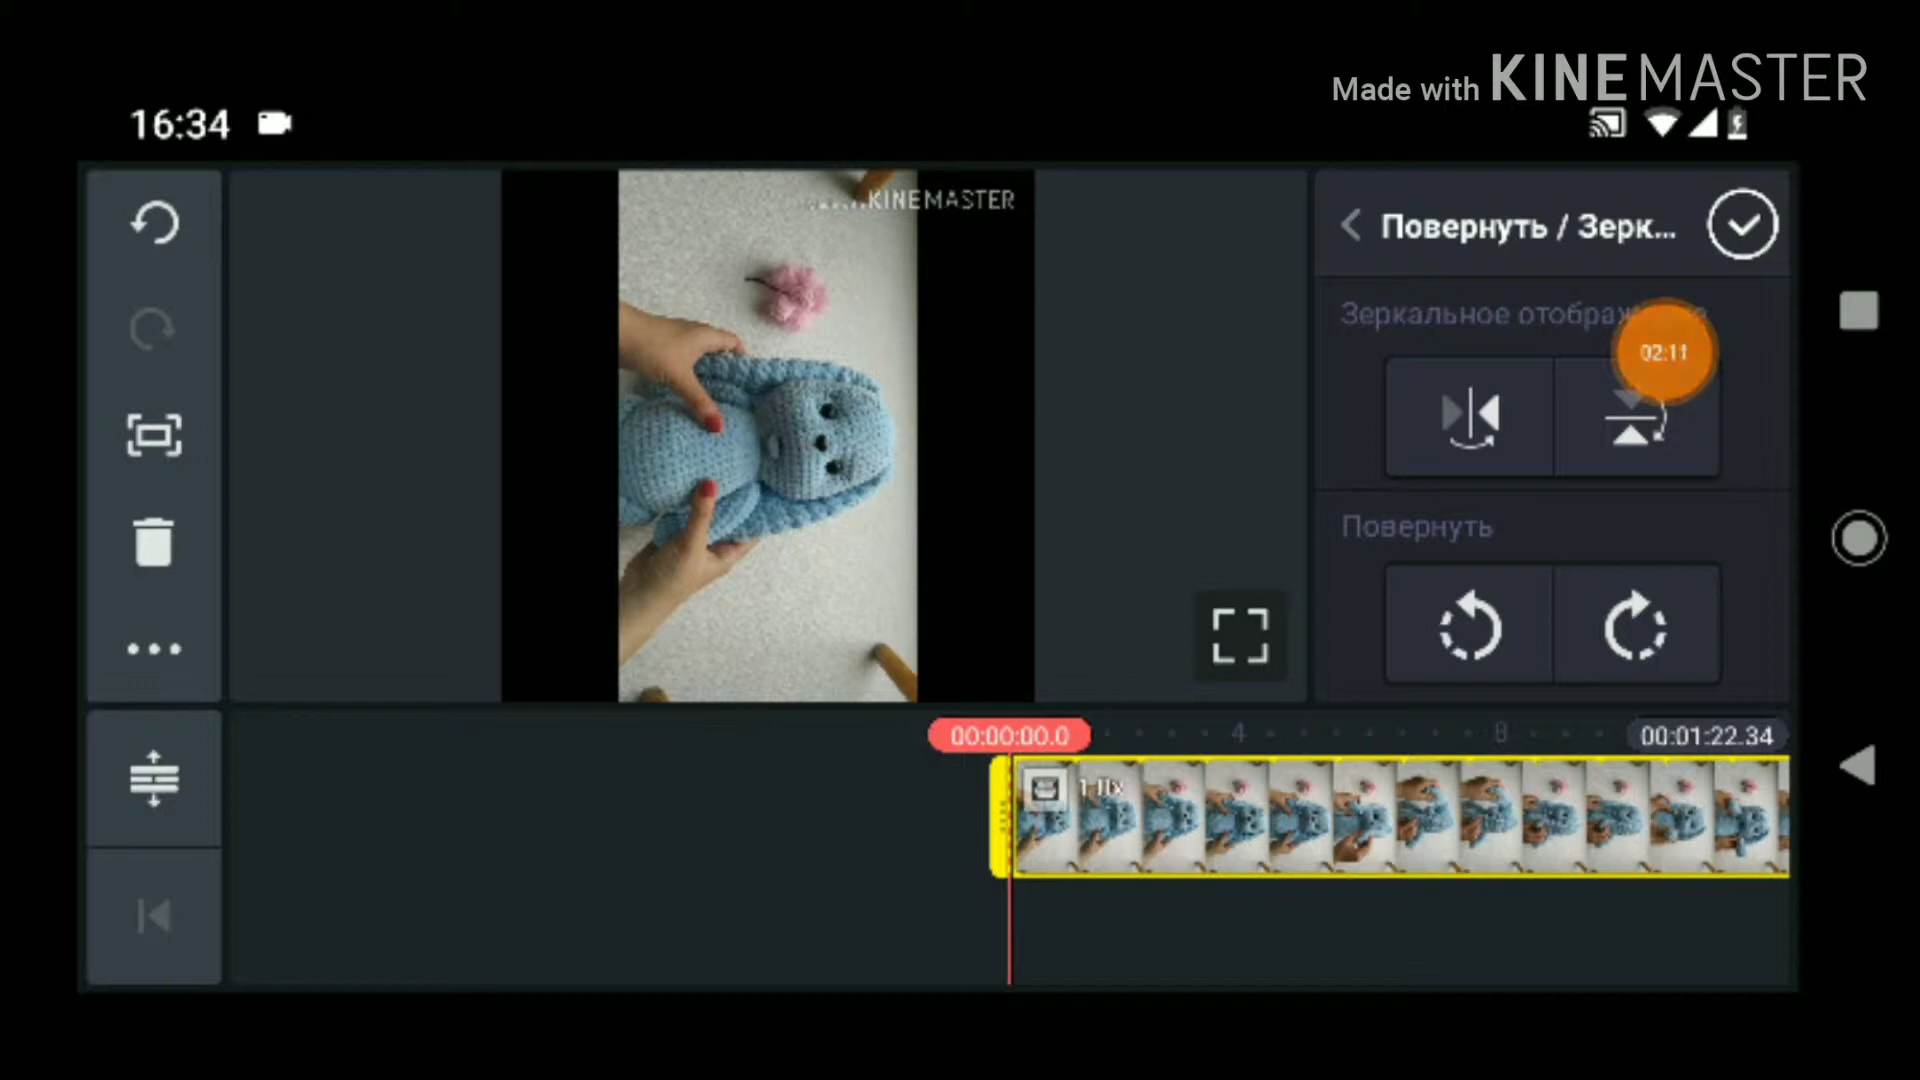 Made with KINEMASTER
16:34
KINEMASTER
Повернуть / Зерк...
Зеркальное
02:11
Повернуть
00:00:00.0
4
8
00:01:22.34